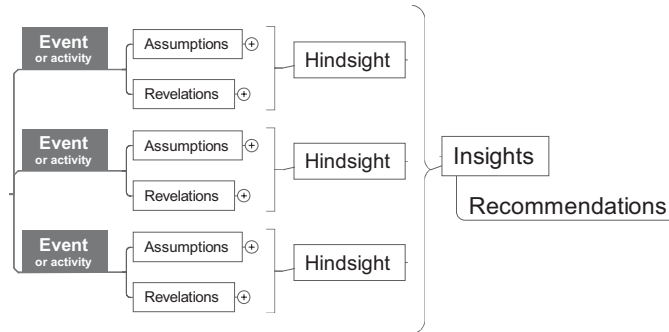 Event
or activity
Assumptions
Revelations
Hindsight
Event
or activity
Assumptions
Revelations
Hindsight
Event
or activity
Assumptions
Revelations
Hindsight
Insights
Recommendations